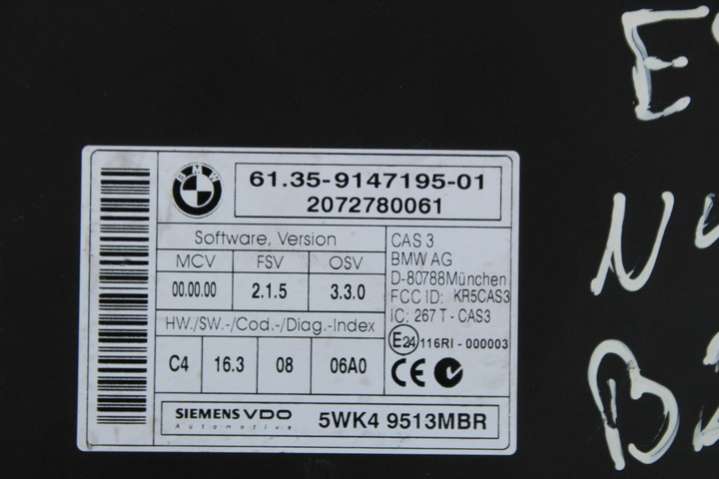 BMW
61.35-9147195-01
2072780061
Software, Version
MCV FSV OSV
00.00.00 2.1.5 3.3.0
HW./SW.-/Cod.-/Diag.-Index
C4 16.3 08 06A0
CAS 3
BMW AG
D-80788München
FCC ID: KR5CAS3
IC: 267 T - CAS3
E24 116RI - 000003
CE
SIEMENS VDO
Automotive
5WK4 9513MBR
E
N
B